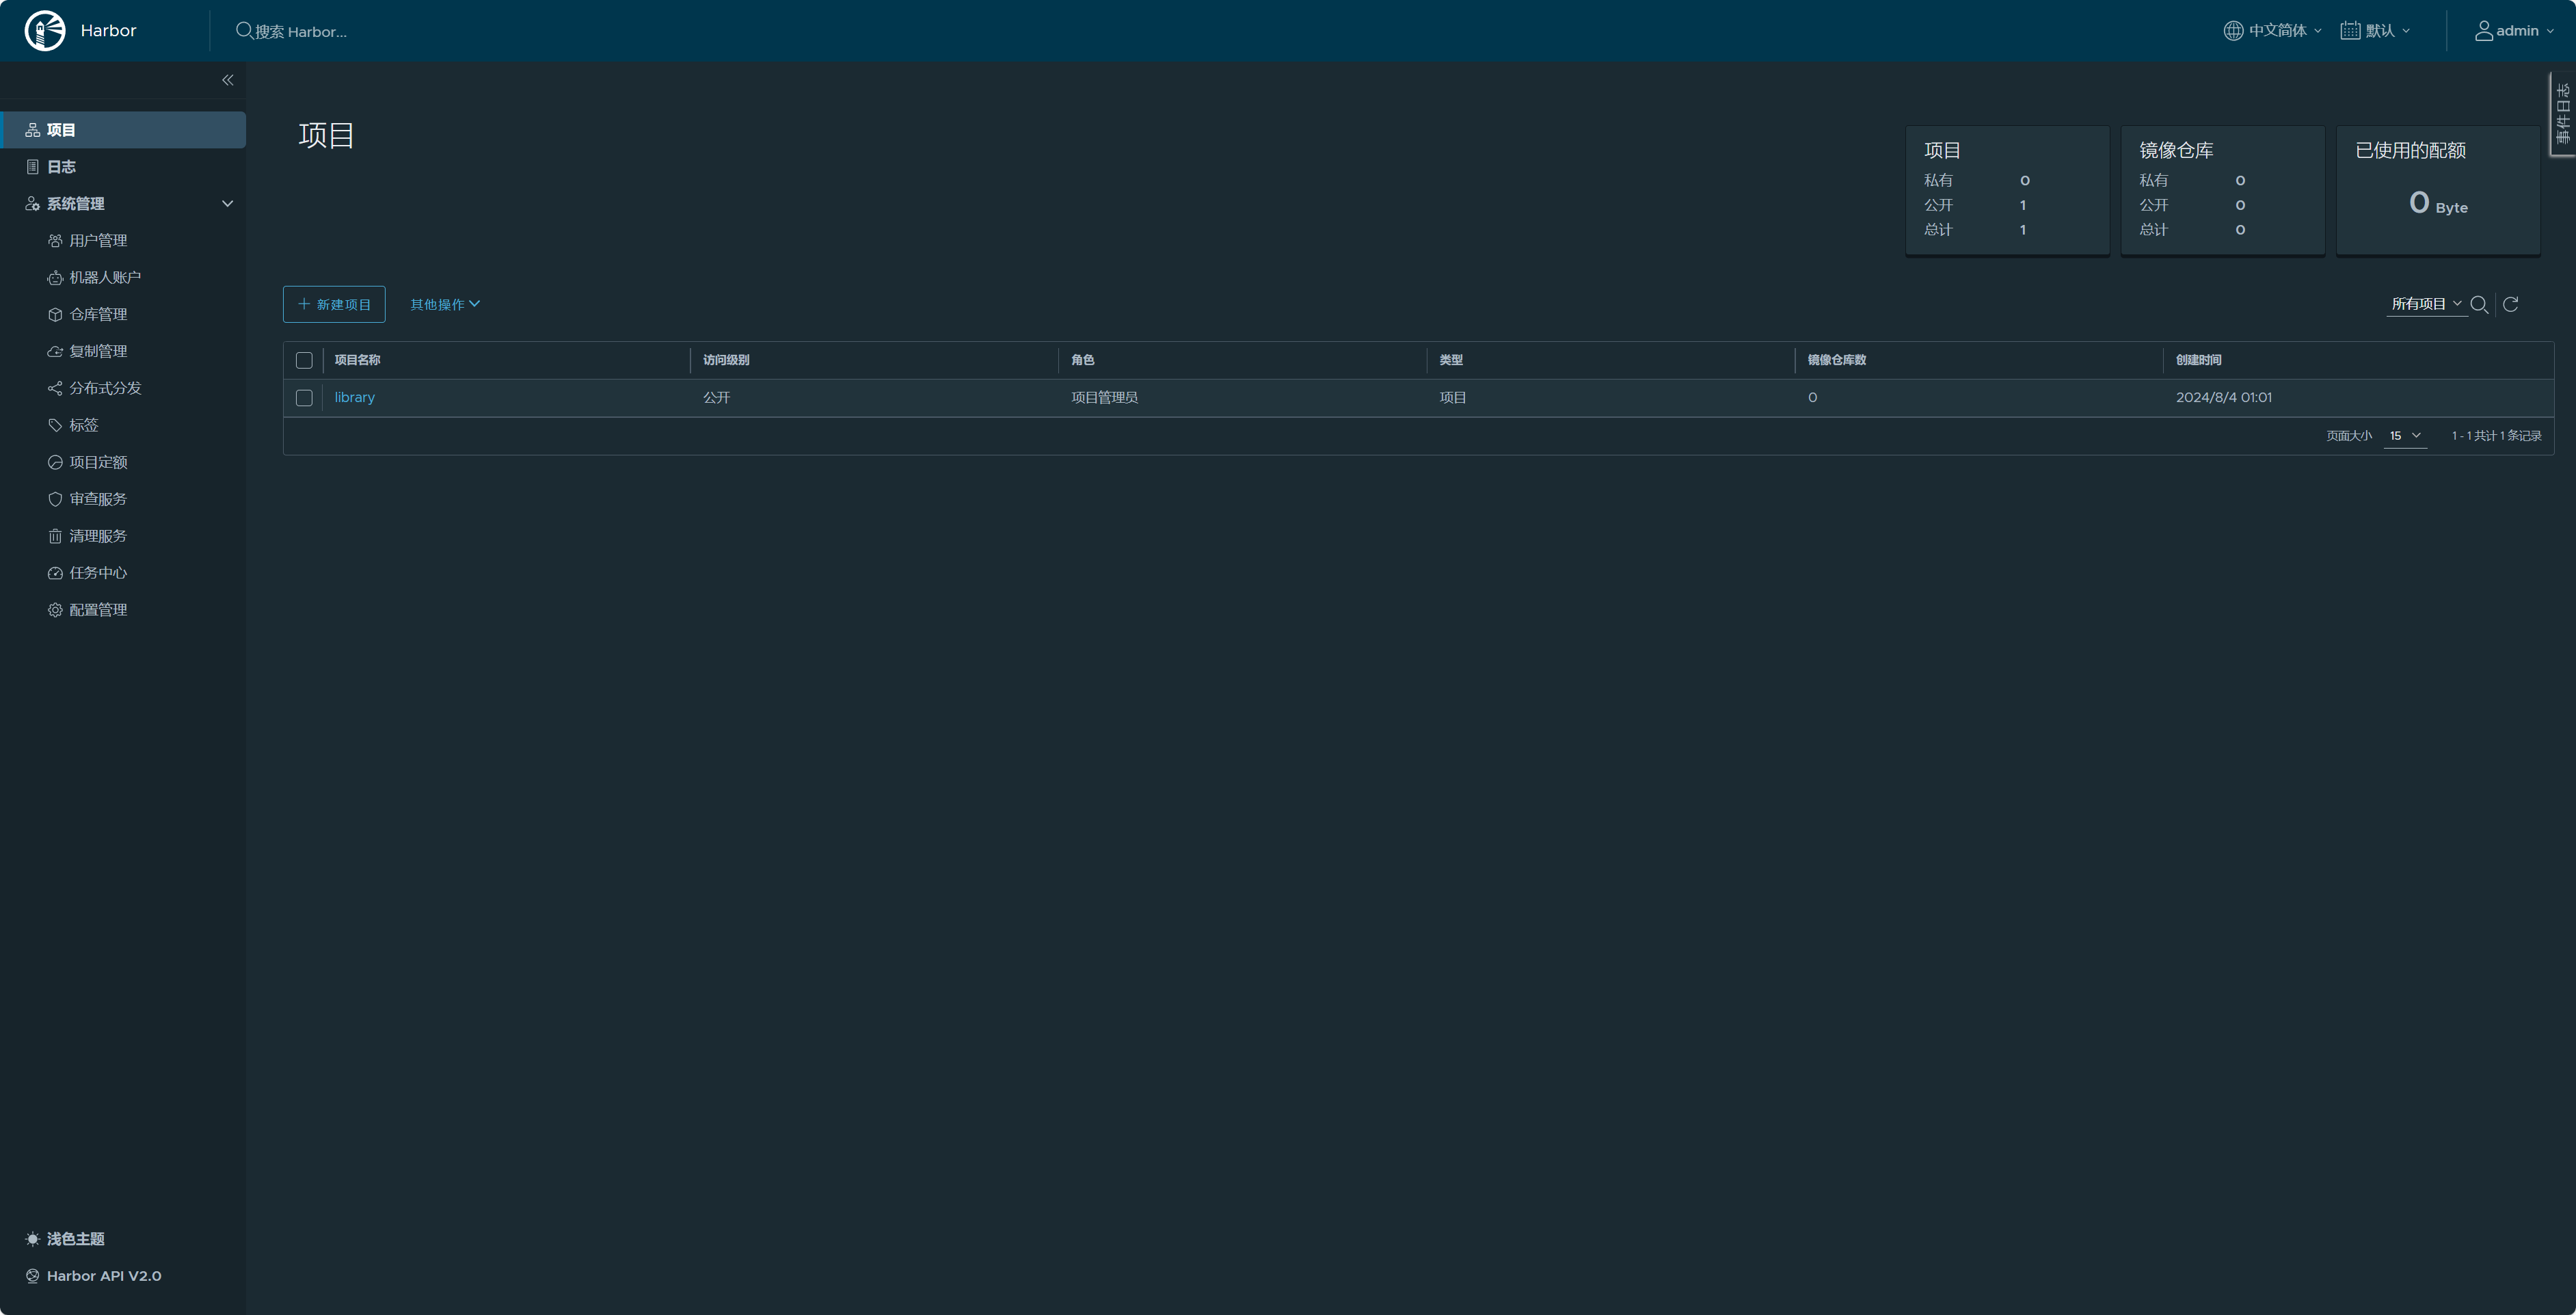 Harbor
搜索 Harbor...
中文简体
默认
admin
事件日志
项目
日志
系统管理
用户管理
机器人账户
仓库管理
复制管理
分布式分发
标签
项目定额
审查服务
清理服务
任务中心
配置管理
浅色主题
Harbor API V2.0
项目
项目
私有 0
公开 1
总计 1
镜像仓库
私有 0
公开 0
总计 0
已使用的配额
0 Byte
新建项目
其他操作
所有项目
项目名称 访问级别 角色 类型 镜像仓库数 创建时间
library 公开 项目管理员 项目 0 2024/8/4 01:01
页面大小 15 1 - 1 共计 1 条记录